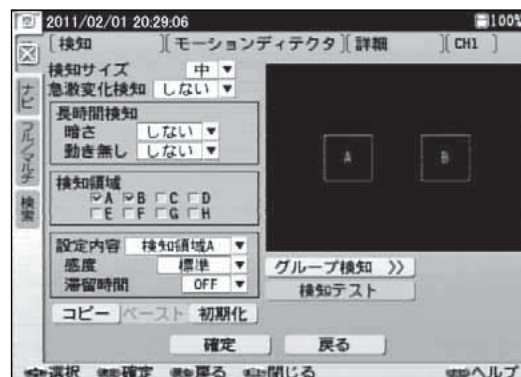 2011/02/01 20:29:06 100%
検知 モーションディテクタ 詳細 CH1
検知サイズ 中
急激変化検知 しない
長時間検知
暗さ しない
動き無し しない
検知領域
A B C D
E F G H
設定内容 検知領域A
感度 標準
滞留時間 OFF
コピー ペースト 初期化
確定 戻る
ナビ
フル/マルチ
検索
A B
グループ検知 >>
検知テスト
選択 確定 戻る 閉じる ヘルプ